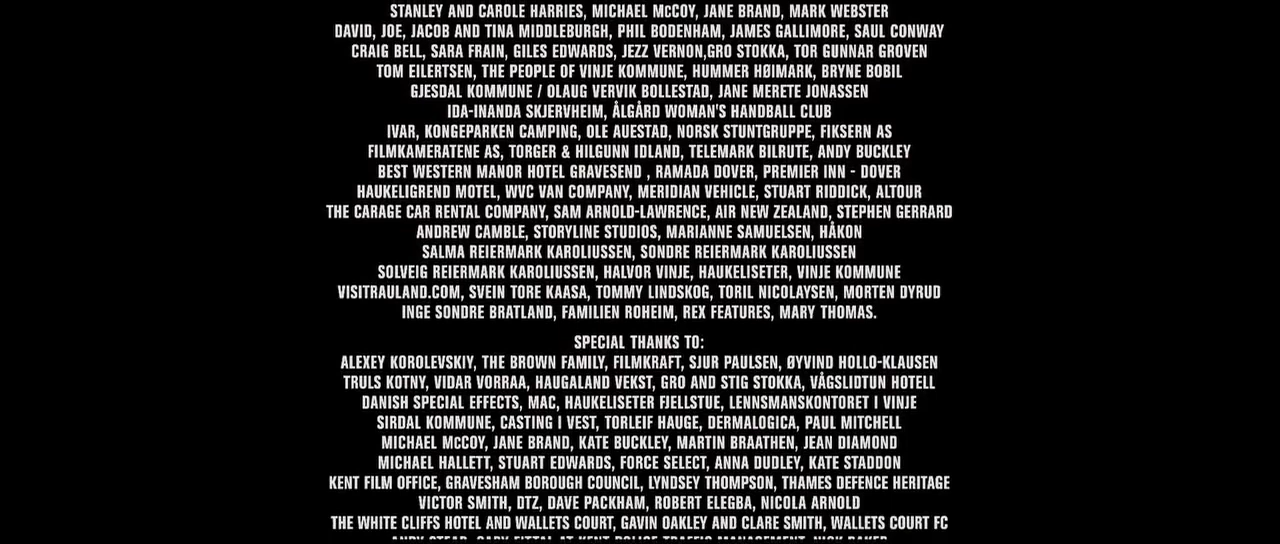 STANLEY AND CAROLE HARRIES, MICHAEL McCOY, JANE BRAND, MARK WEBSTER
DAVID, JOE, JACOB AND TINA MIDDLEBURGH, PHIL BODENHAM, JAMES GALLIMORE, SAUL CONWAY
CRAIG BELL, SARA FRAIN, GILES EDWARDS, JEZZ VERNON,GRO STOKKA, TOR GUNNAR GROVEN
TOM EILERTSEN, THE PEOPLE OF VINJE KOMMUNE, HUMMER HØIMARK, BRYNE BOBIL
GJESDAL KOMMUNE / OLAUG VERVIK BOLLESTAD, JANE MERETE JONASSEN
IDA-INANDA SKJERVHEIM, ÅLGÅRD WOMAN'S HANDBALL CLUB
IVAR, KONGEPARKEN CAMPING, OLE AUESTAD, NORSK STUNTGRUPPE, FIKSERN AS
FILMKAMERATENE AS, TORGER & HILGUNN IDLAND, TELEMARK BILRUTE, ANDY BUCKLEY
BEST WESTERN MANOR HOTEL GRAVESEND , RAMADA DOVER, PREMIER INN - DOVER
HAUKELIGREND MOTEL, WVC VAN COMPANY, MERIDIAN VEHICLE, STUART RIDDICK, ALTOUR
THE CARAGE CAR RENTAL COMPANY, SAM ARNOLD-LAWRENCE, AIR NEW ZEALAND, STEPHEN GERRARD
ANDREW CAMBLE, STORYLINE STUDIOS, MARIANNE SAMUELSEN, HÅKON
SALMA REIERMARK KAROLIUSSEN, SONDRE REIERMARK KAROLIUSSEN
SOLVEIG REIERMARK KAROLIUSSEN, HALVOR VINJE, HAUKELISETER, VINJE KOMMUNE
VISITRAULAND.COM, SVEIN TORE KAASA, TOMMY LINDSKOG, TORIL NICOLAYSEN, MORTEN DYRUD
INGE SONDRE BRATLAND, FAMILIEN ROHEIM, REX FEATURES, MARY THOMAS.
SPECIAL THANKS TO:
ALEXEY KOROLEVSKIY, THE BROWN FAMILY, FILMKRAFT, SJUR PAULSEN, ØYVIND HOLLO-KLAUSEN
TRULS KOTNY, VIDAR VORRAA, HAUGALAND VEKST, GRO AND STIG STOKKA, VÅGSLIDTUN HOTELL
DANISH SPECIAL EFFECTS, MAC, HAUKELISETER FJELLSTUE, LENNSMANSKONTORET I VINJE
SIRDAL KOMMUNE, CASTING I VEST, TORLEIF HAUGE, DERMALOGICA, PAUL MITCHELL
MICHAEL McCOY, JANE BRAND, KATE BUCKLEY, MARTIN BRAATHEN, JEAN DIAMOND
MICHAEL HALLETT, STUART EDWARDS, FORCE SELECT, ANNA DUDLEY, KATE STADDON
KENT FILM OFFICE, GRAVESHAM BOROUGH COUNCIL, LYNDSEY THOMPSON, THAMES DEFENCE HERITAGE
VICTOR SMITH, DTZ, DAVE PACKHAM, ROBERT ELEGBA, NICOLA ARNOLD
THE WHITE CLIFFS HOTEL AND WALLETS COURT, GAVIN OAKLEY AND CLARE SMITH, WALLETS COURT FC